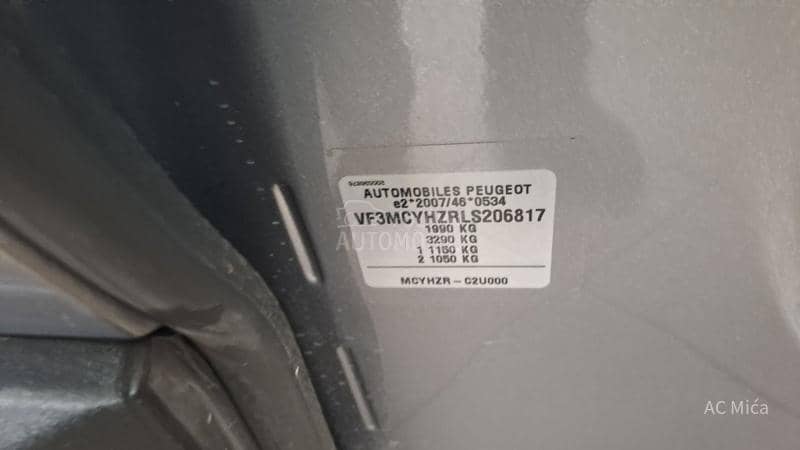 AUTOMOBILES PEUGEOT
e2*2007/46*0534
VF3MCYHZRLS206817
1990 KG
3290 KG
1 1150 KG
2 1050 KG
MCYHZR - C2U000
AC Mića